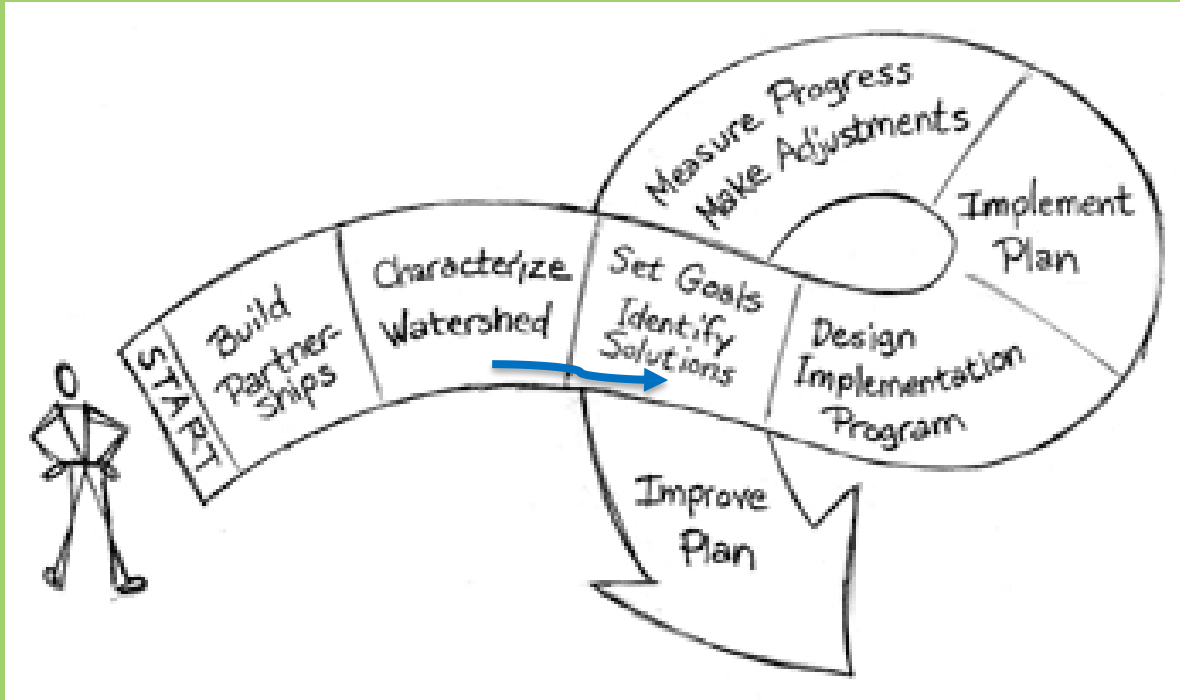 START
Build
Partner-
Ships
Characterize
Watershed
Set Goals
Identify
Solutions
Design
Implementation
Program
Implement
Plan
Measure Progress
Make Adjustments
Improve
Plan